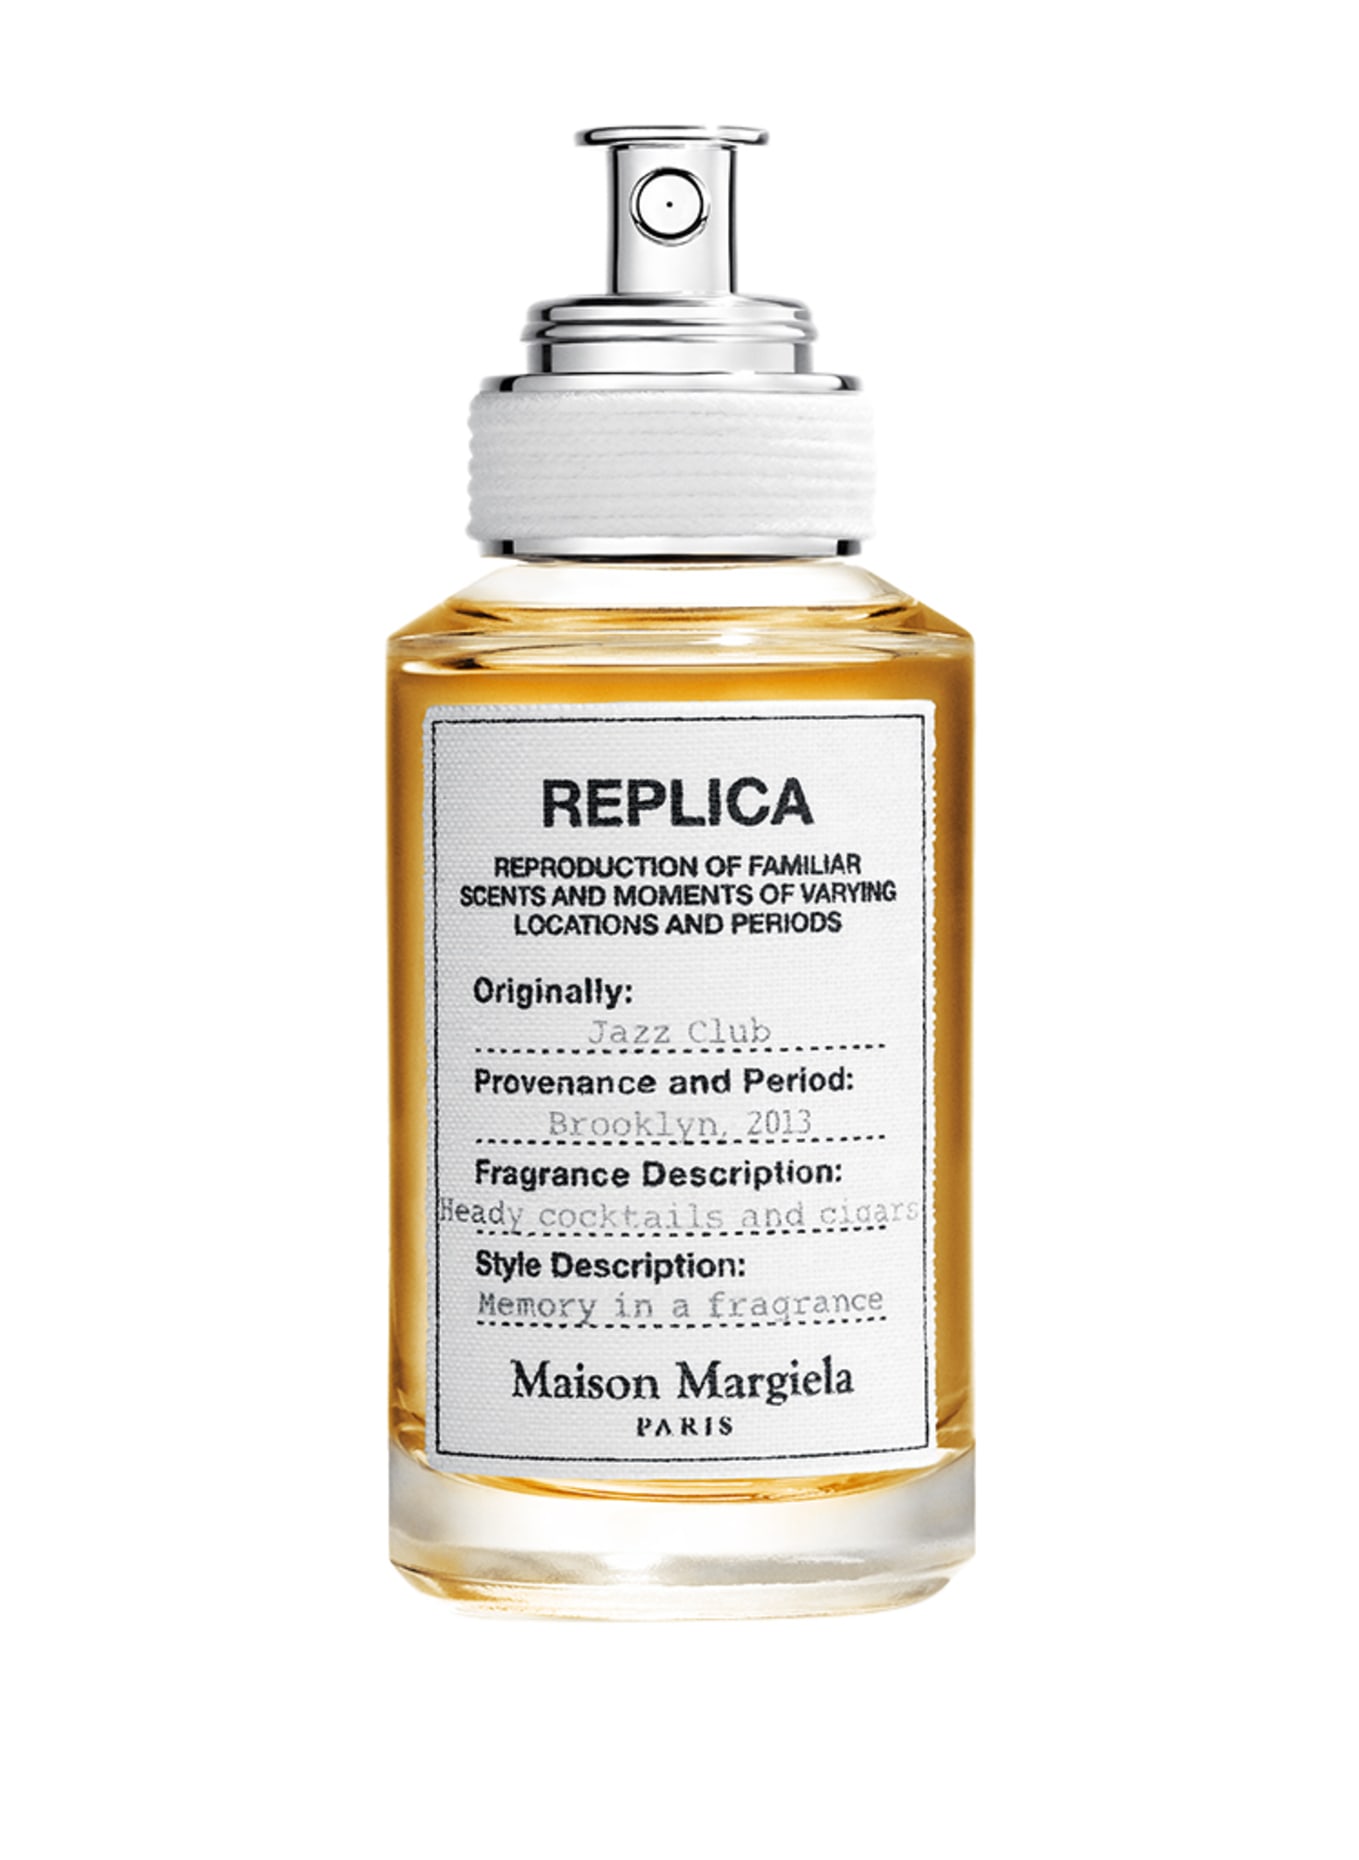 REPLICA
REPRODUCTION OF FAMILIAR
SCENTS AND MOMENTS OF VARYING
LOCATIONS AND PERIODS
Originally:
Jazz Club
Provenance and Period:
Brooklyn, 2013
Fragrance Description:
Heady cocktails and cigars
Style Description:
Memory in a fragrance
Maison Margiela
PARIS